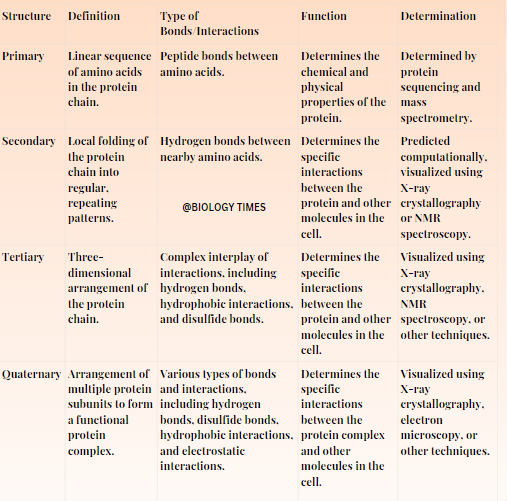 Structure
Definition
Type of
Bonds/Interactions
Function
Determination
Primary
Linear sequence
of amino acids
in the protein
chain.
Peptide bonds between
amino acids.
Determines the
chemical and
physical
properties of the
protein.
Determined by
protein
sequencing and
mass
spectrometry.
Secondary
Local folding of
the protein
chain into
regular,
repeating
patterns.
Hydrogen bonds between
nearby amino acids.
@BIOLOGY TIMES
Determines the
specific
interactions
between the
protein and other
molecules in the
cell.
Predicted
computationally,
visualized using
X-ray
crystallography
or NMR
spectroscopy.
Tertiary
Three-
dimensional
arrangement of
the protein
chain.
Complex interplay of
interactions, including
hydrogen bonds,
hydrophobic interactions,
and disulfide bonds.
Determines the
specific
interactions
between the
protein and other
molecules in the
cell.
Visualized using
X-ray
crystallography,
NMR
spectroscopy, or
other techniques.
Quaternary
Arrangement of
multiple protein
subunits to form
a functional
protein
complex.
Various types of bonds
and interactions,
including hydrogen
bonds, disulfide bonds,
hydrophobic interactions,
and electrostatic
interactions.
Determines the
specific
interactions
between the
protein complex
and other
molecules in the
cell.
Visualized using
X-ray
crystallography,
electron
microscopy, or
other techniques.